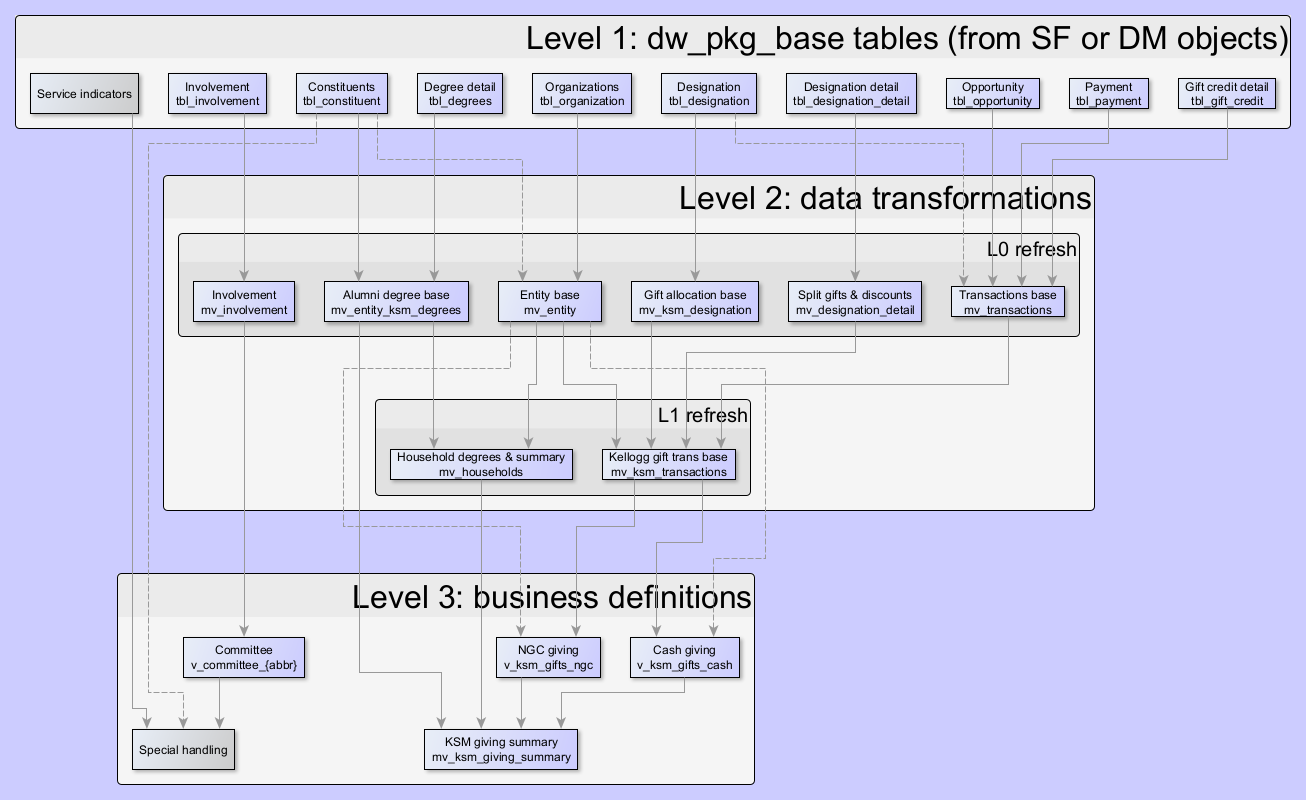 Level 1: dw_pkg_base tables (from SF or DM objects)
Service indicators
Involvement
tbl_involvement
Constituents
tbl_constituent
Degree detail
tbl_degrees
Organizations
tbl_organization
Designation
tbl_designation
Designation detail
tbl_designation_detail
Opportunity
tbl_opportunity
Payment
tbl_payment
Gift credit detail
tbl_gift_credit
Level 2: data transformations
L0 refresh
Involvement
mv_involvement
Alumni degree base
mv_entity_ksm_degrees
Entity base
mv_entity
Gift allocation base
mv_ksm_designation
Split gifts & discounts
mv_designation_detail
Transactions base
mv_transactions
L1 refresh
Household degrees & summary
mv_households
Kellogg gift trans base
mv_ksm_transactions
Level 3: business definitions
Committee
v_committee_{abbr}
NGC giving
v_ksm_gifts_ngc
Cash giving
v_ksm_gifts_cash
Special handling
KSM giving summary
mv_ksm_giving_summary